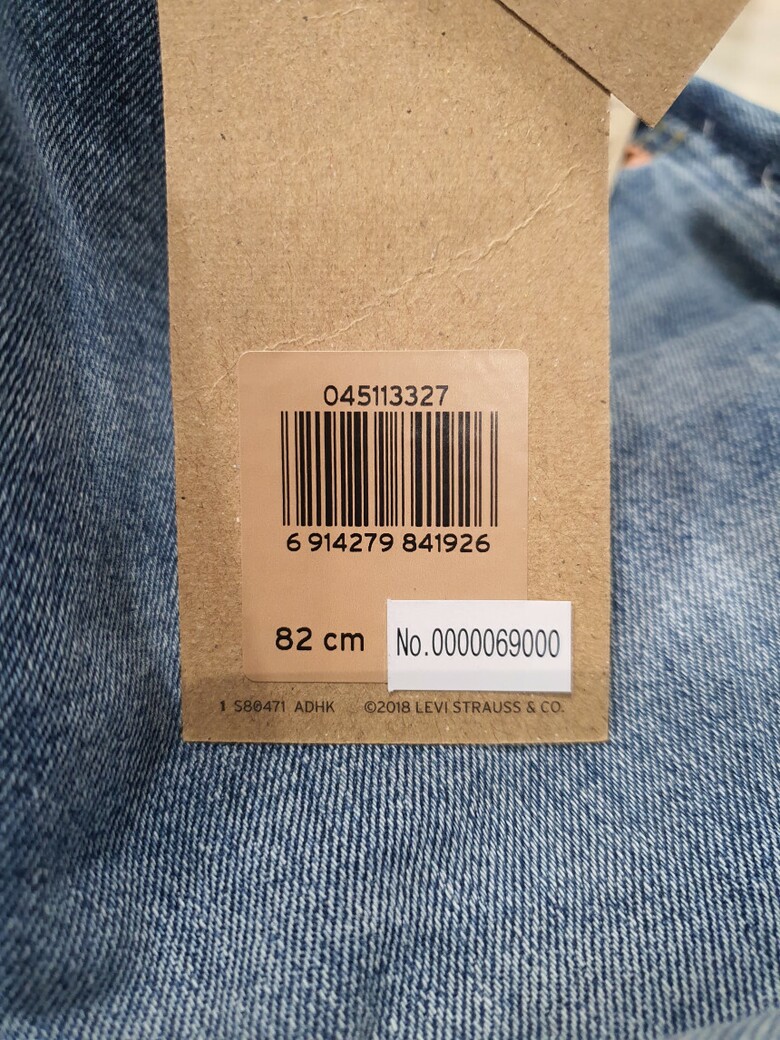 045113327
6 914279 841926
82 cm
No.0000069000
1 S80471 ADHK ©2018 LEVI STRAUSS & CO.